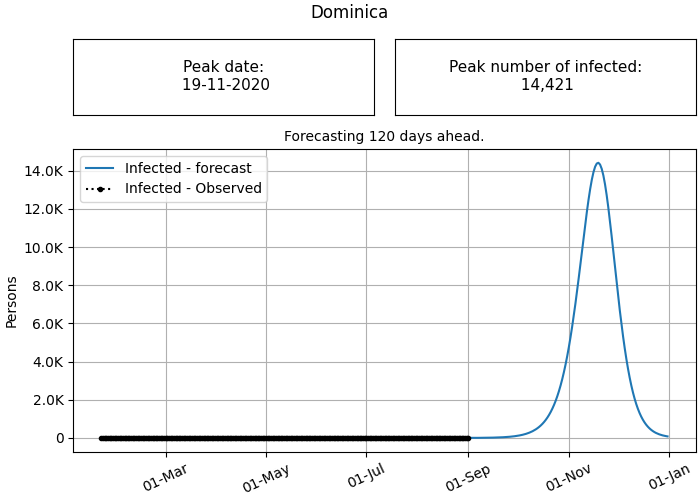 Dominica
Peak date:
19-11-2020
Peak number of infected:
14,421
Forecasting 120 days ahead.
Infected - forecast
Infected - Observed
Persons
14.0K
12.0K
10.0K
8.0K
6.0K
4.0K
2.0K
0
01-Mar
01-May
01-Jul
01-Sep
01-Nov
01-Jan